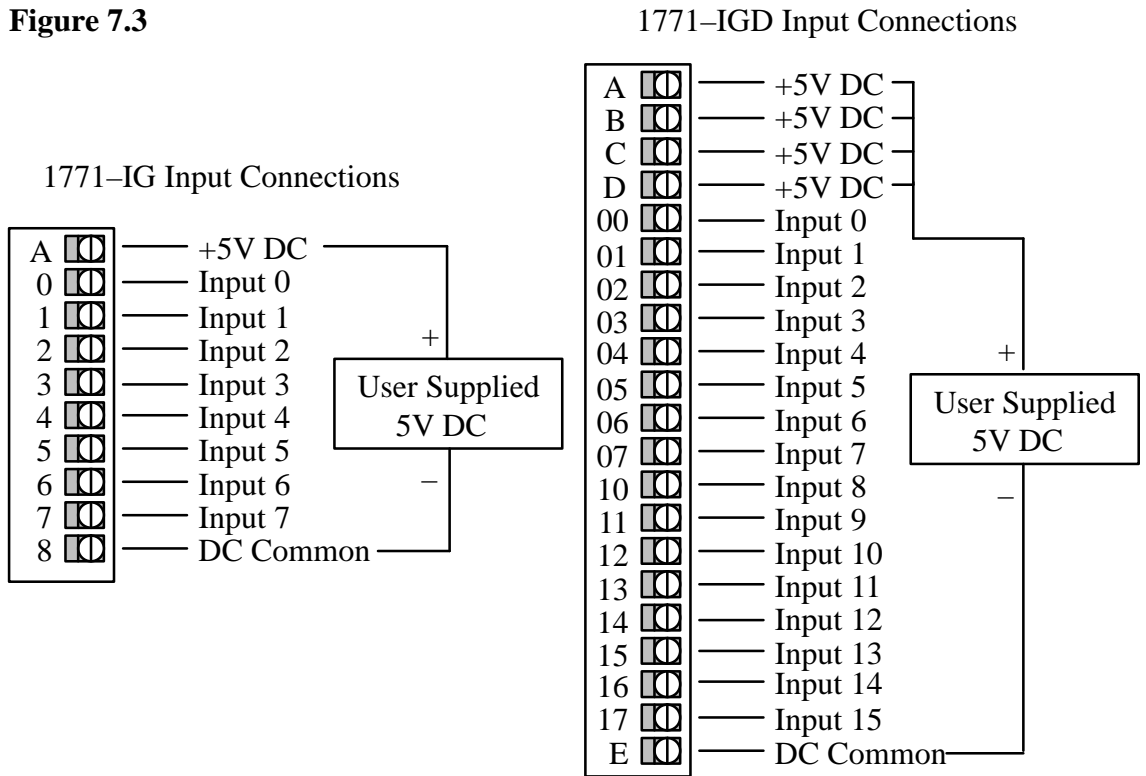 Figure 7.3
1771–IG Input Connections
A +5V DC
0 Input 0
1 Input 1
2 Input 2
3 Input 3
4 Input 4
5 Input 5
6 Input 6
7 Input 7
8 DC Common
+
User Supplied
5V DC
–
1771–IGD Input Connections
A +5V DC
B +5V DC
C +5V DC
D +5V DC
00 Input 0
01 Input 1
02 Input 2
03 Input 3
04 Input 4
05 Input 5
06 Input 6
07 Input 7
10 Input 8
11 Input 9
12 Input 10
13 Input 11
14 Input 12
15 Input 13
16 Input 14
17 Input 15
E DC Common
+
User Supplied
5V DC
–